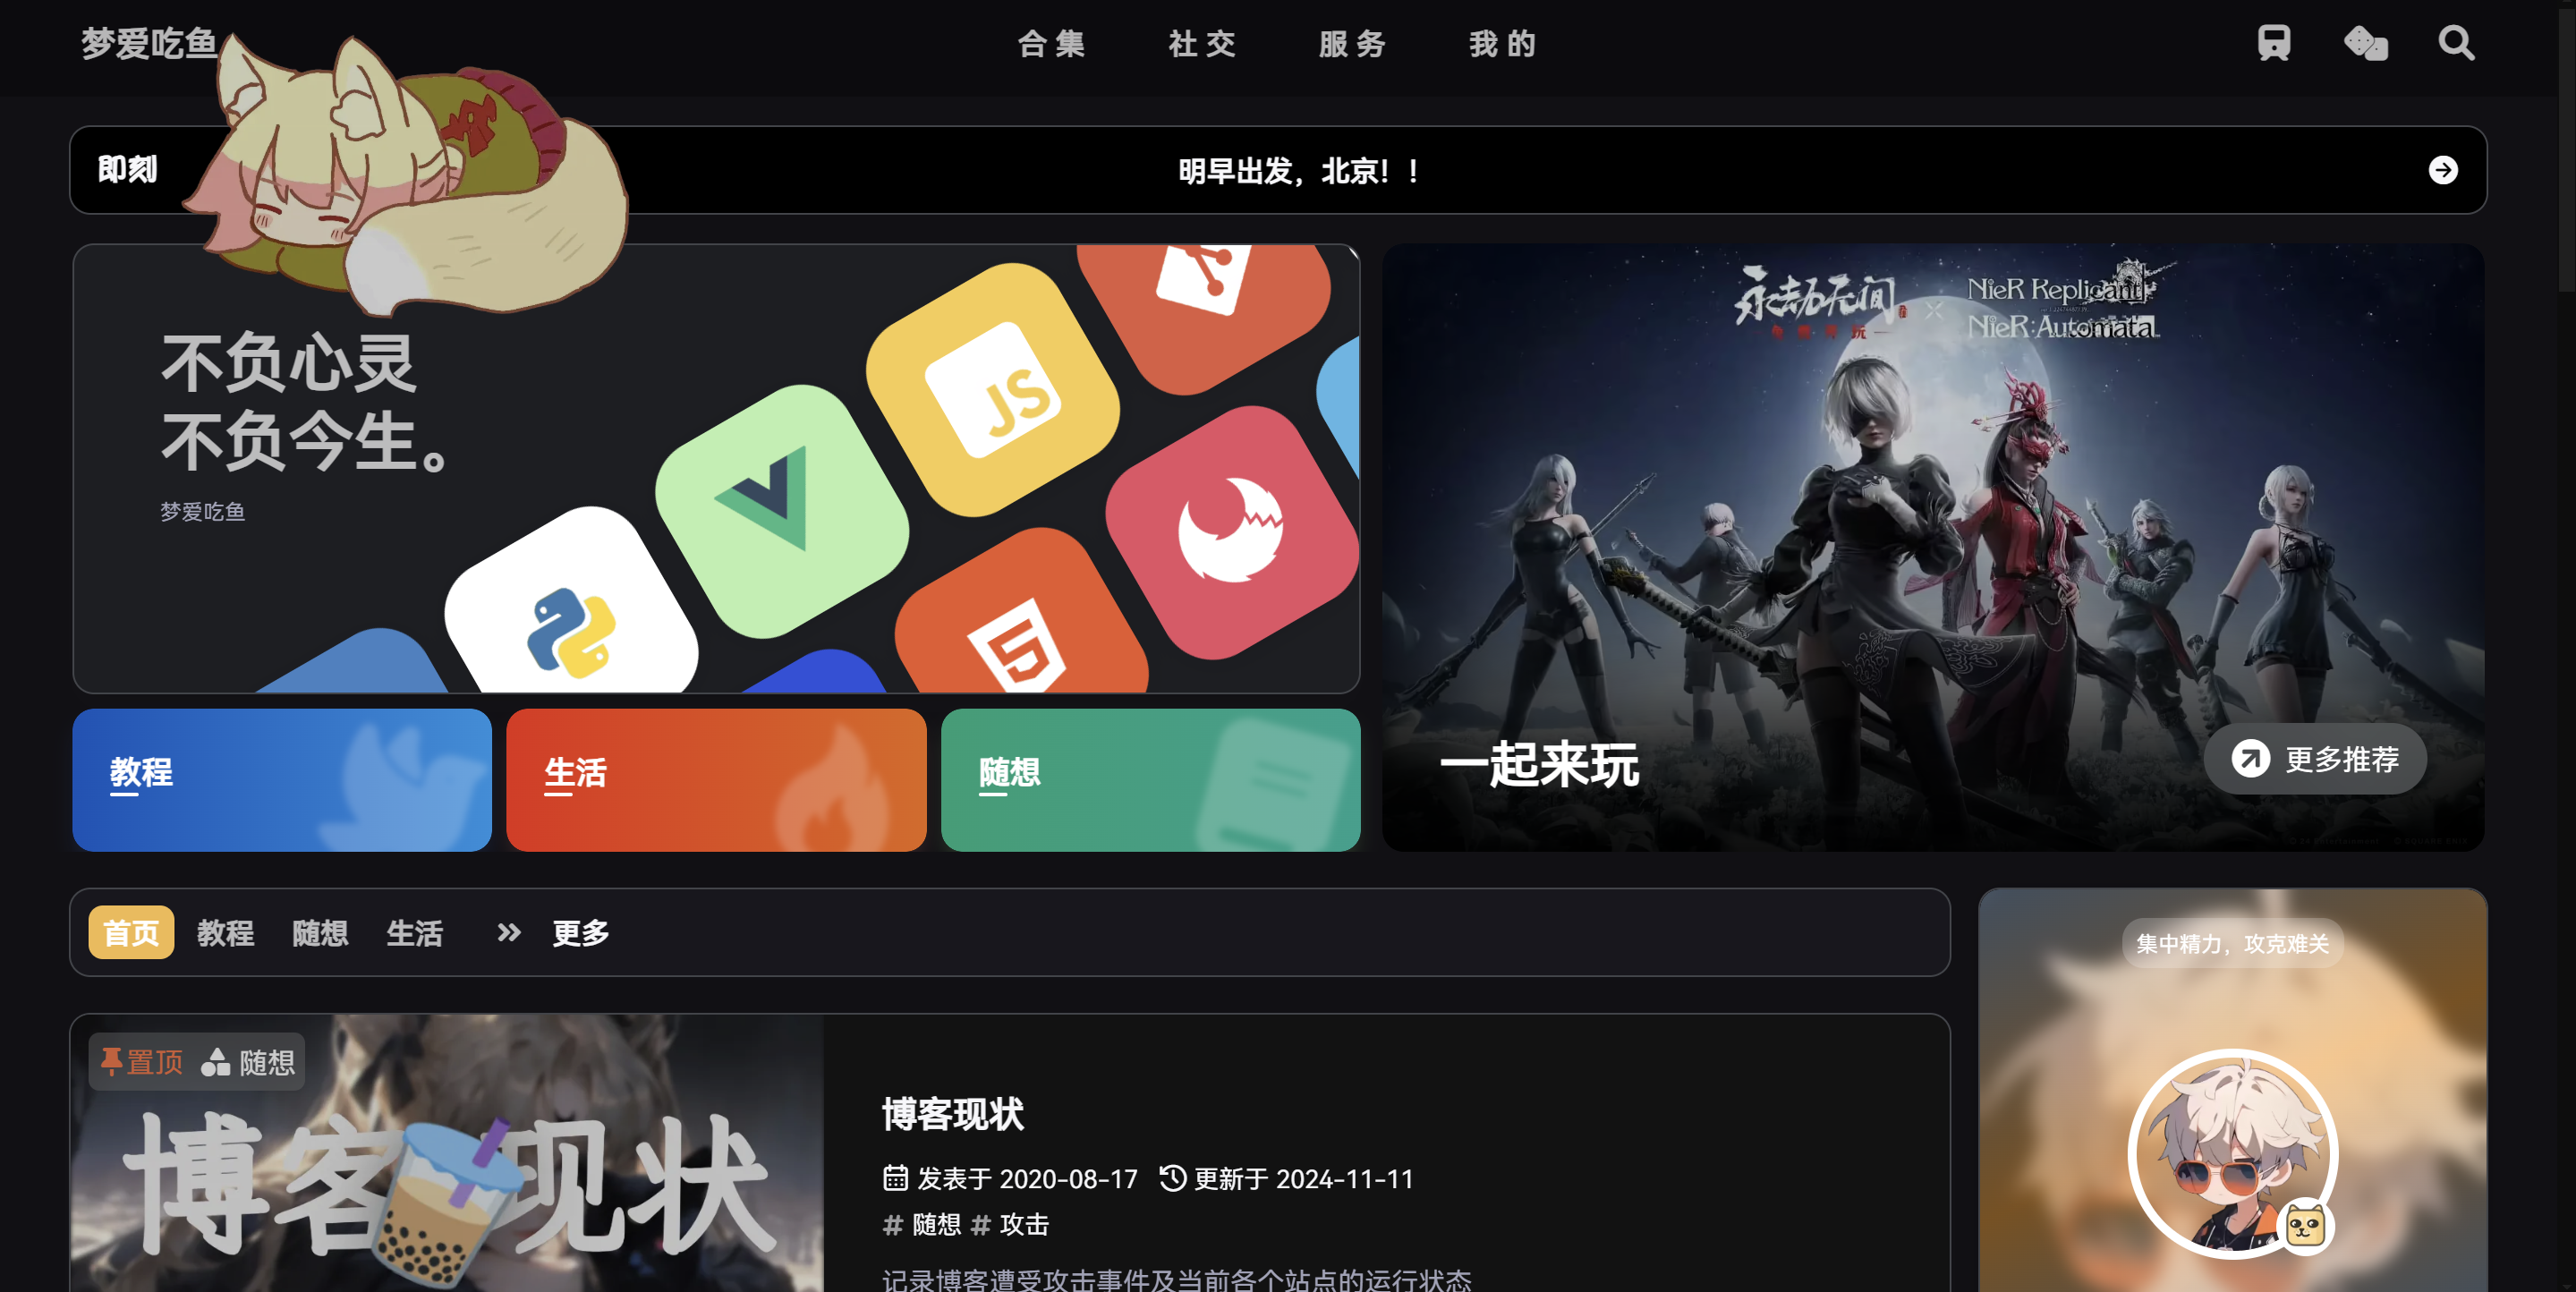 梦爱吃鱼
合集 社交 服务 我的
即刻
明早出发，北京！！
不负心灵
不负今生。
梦爱吃鱼
JS
5
永劫无间
NieR Replicant
NieR:Automata
一起来玩
更多推荐
教程
生活
随想
首页 教程 随想 生活 更多
集中精力，攻克难关
置顶 随想
博客现状
博客现状
发表于 2020-08-17 更新于 2024-11-11
# 随想 # 攻击
记录博客遭受攻击事件及当前各个站点的运行状态